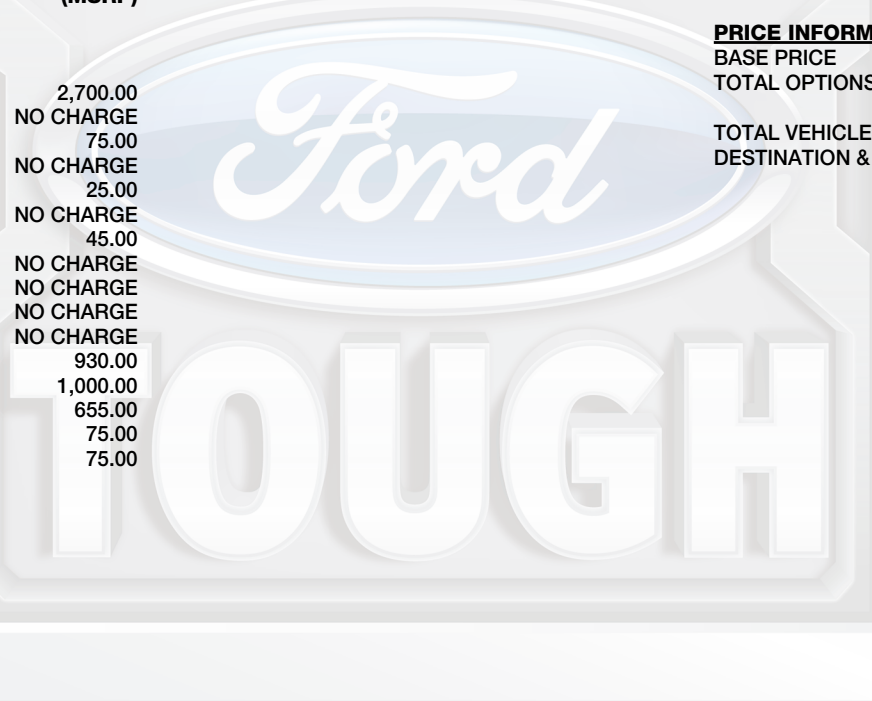 (MSRP)
2,700.00
NO CHARGE
75.00
NO CHARGE
25.00
NO CHARGE
45.00
NO CHARGE
NO CHARGE
NO CHARGE
NO CHARGE
930.00
1,000.00
655.00
75.00
75.00
PRICE INFORM
BASE PRICE
TOTAL OPTIONS
TOTAL VEHICLE
DESTINATION &
Ford
TOUGH